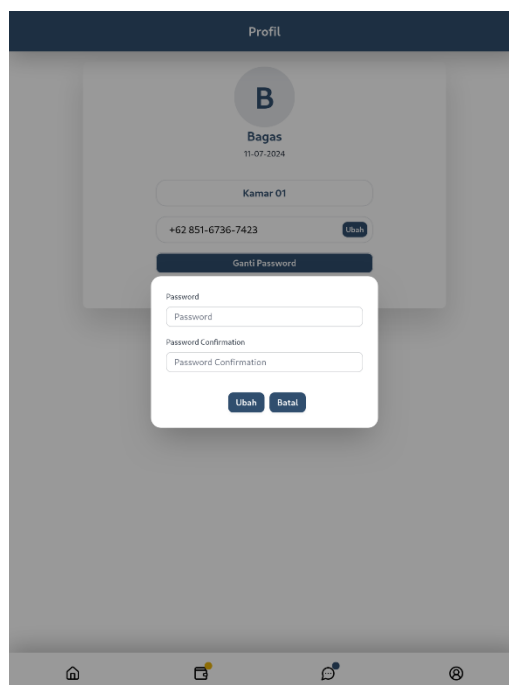 Profil
B
Bagas
11-07-2024
Kamar 01
+62 851-6736-7423 Ubah
Ganti Password
Password
Password
Password Confirmation
Password Confirmation
Ubah Batal